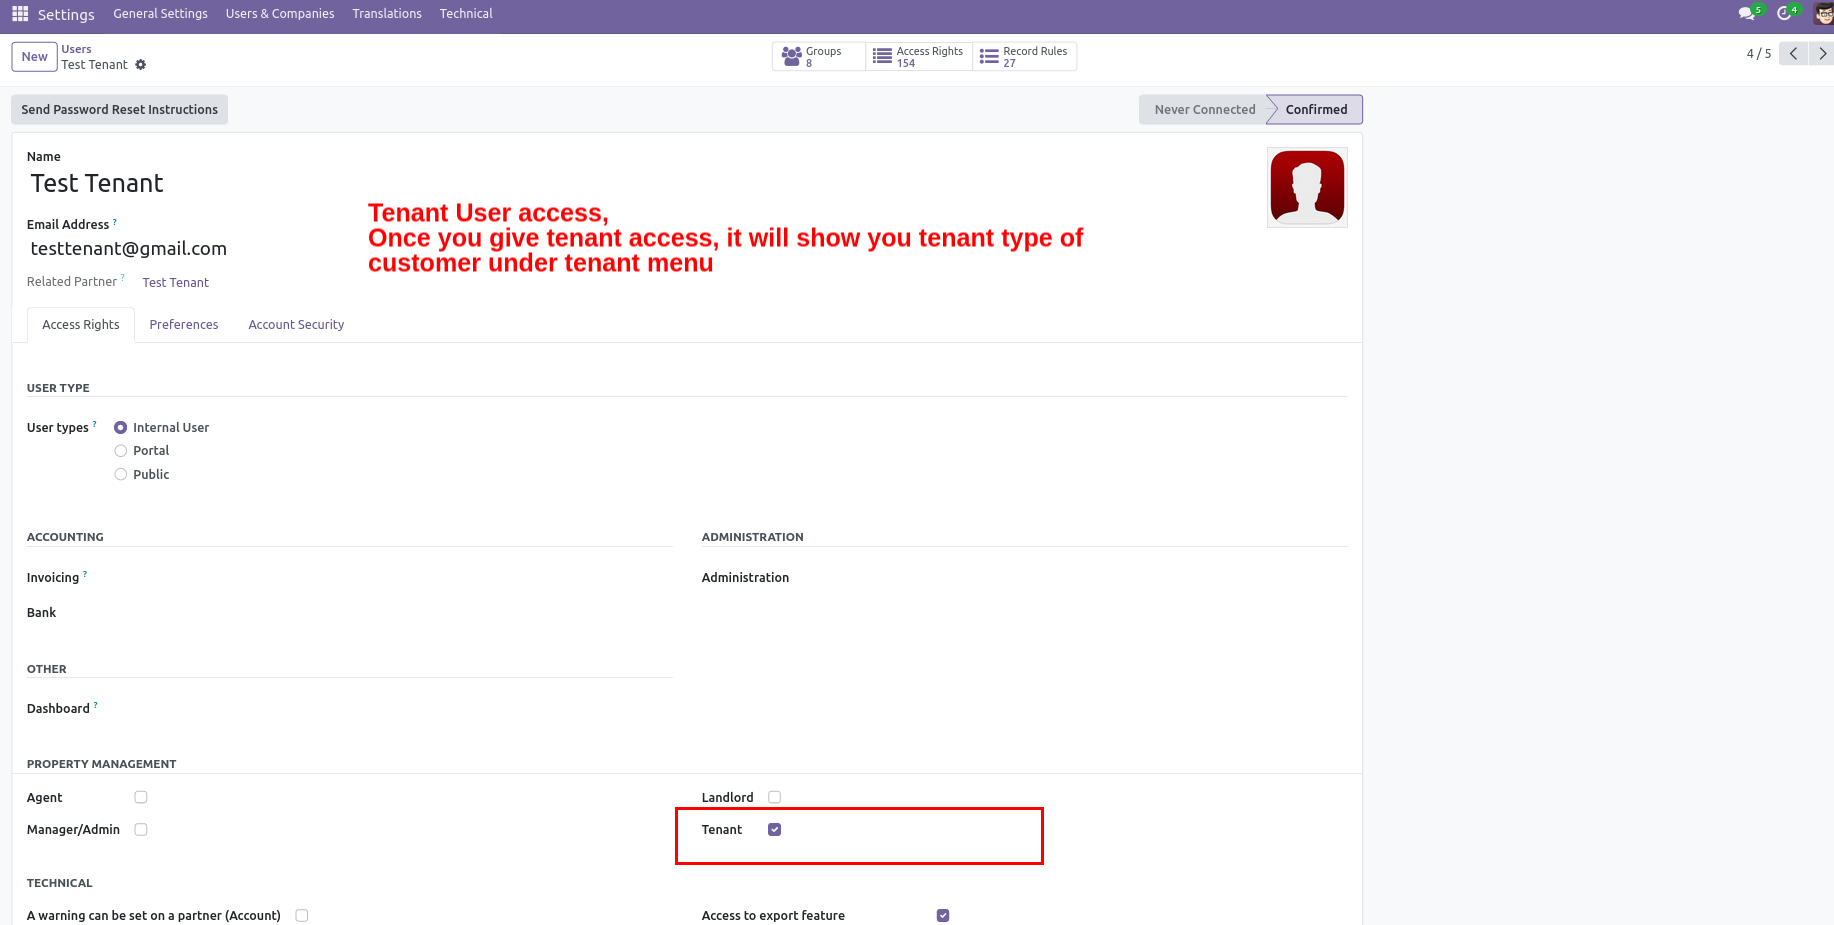 Settings General Settings Users & Companies Translations Technical 5 4
New Users
Test Tenant
Groups
8
Access Rights
154
Record Rules
27
4 / 5
Send Password Reset Instructions
Never Connected Confirmed
Name
Test Tenant
Email Address ?
testtenant@gmail.com
Related Partner ? Test Tenant
Tenant User access,
Once you give tenant access, it will show you tenant type of
customer under tenant menu
Access Rights Preferences Account Security
USER TYPE
User types ? Internal User
Portal
Public
ACCOUNTING
Invoicing ?
Bank
ADMINISTRATION
Administration
OTHER
Dashboard ?
PROPERTY MANAGEMENT
Agent Landlord
Manager/Admin Tenant
TECHNICAL
A warning can be set on a partner (Account) Access to export feature